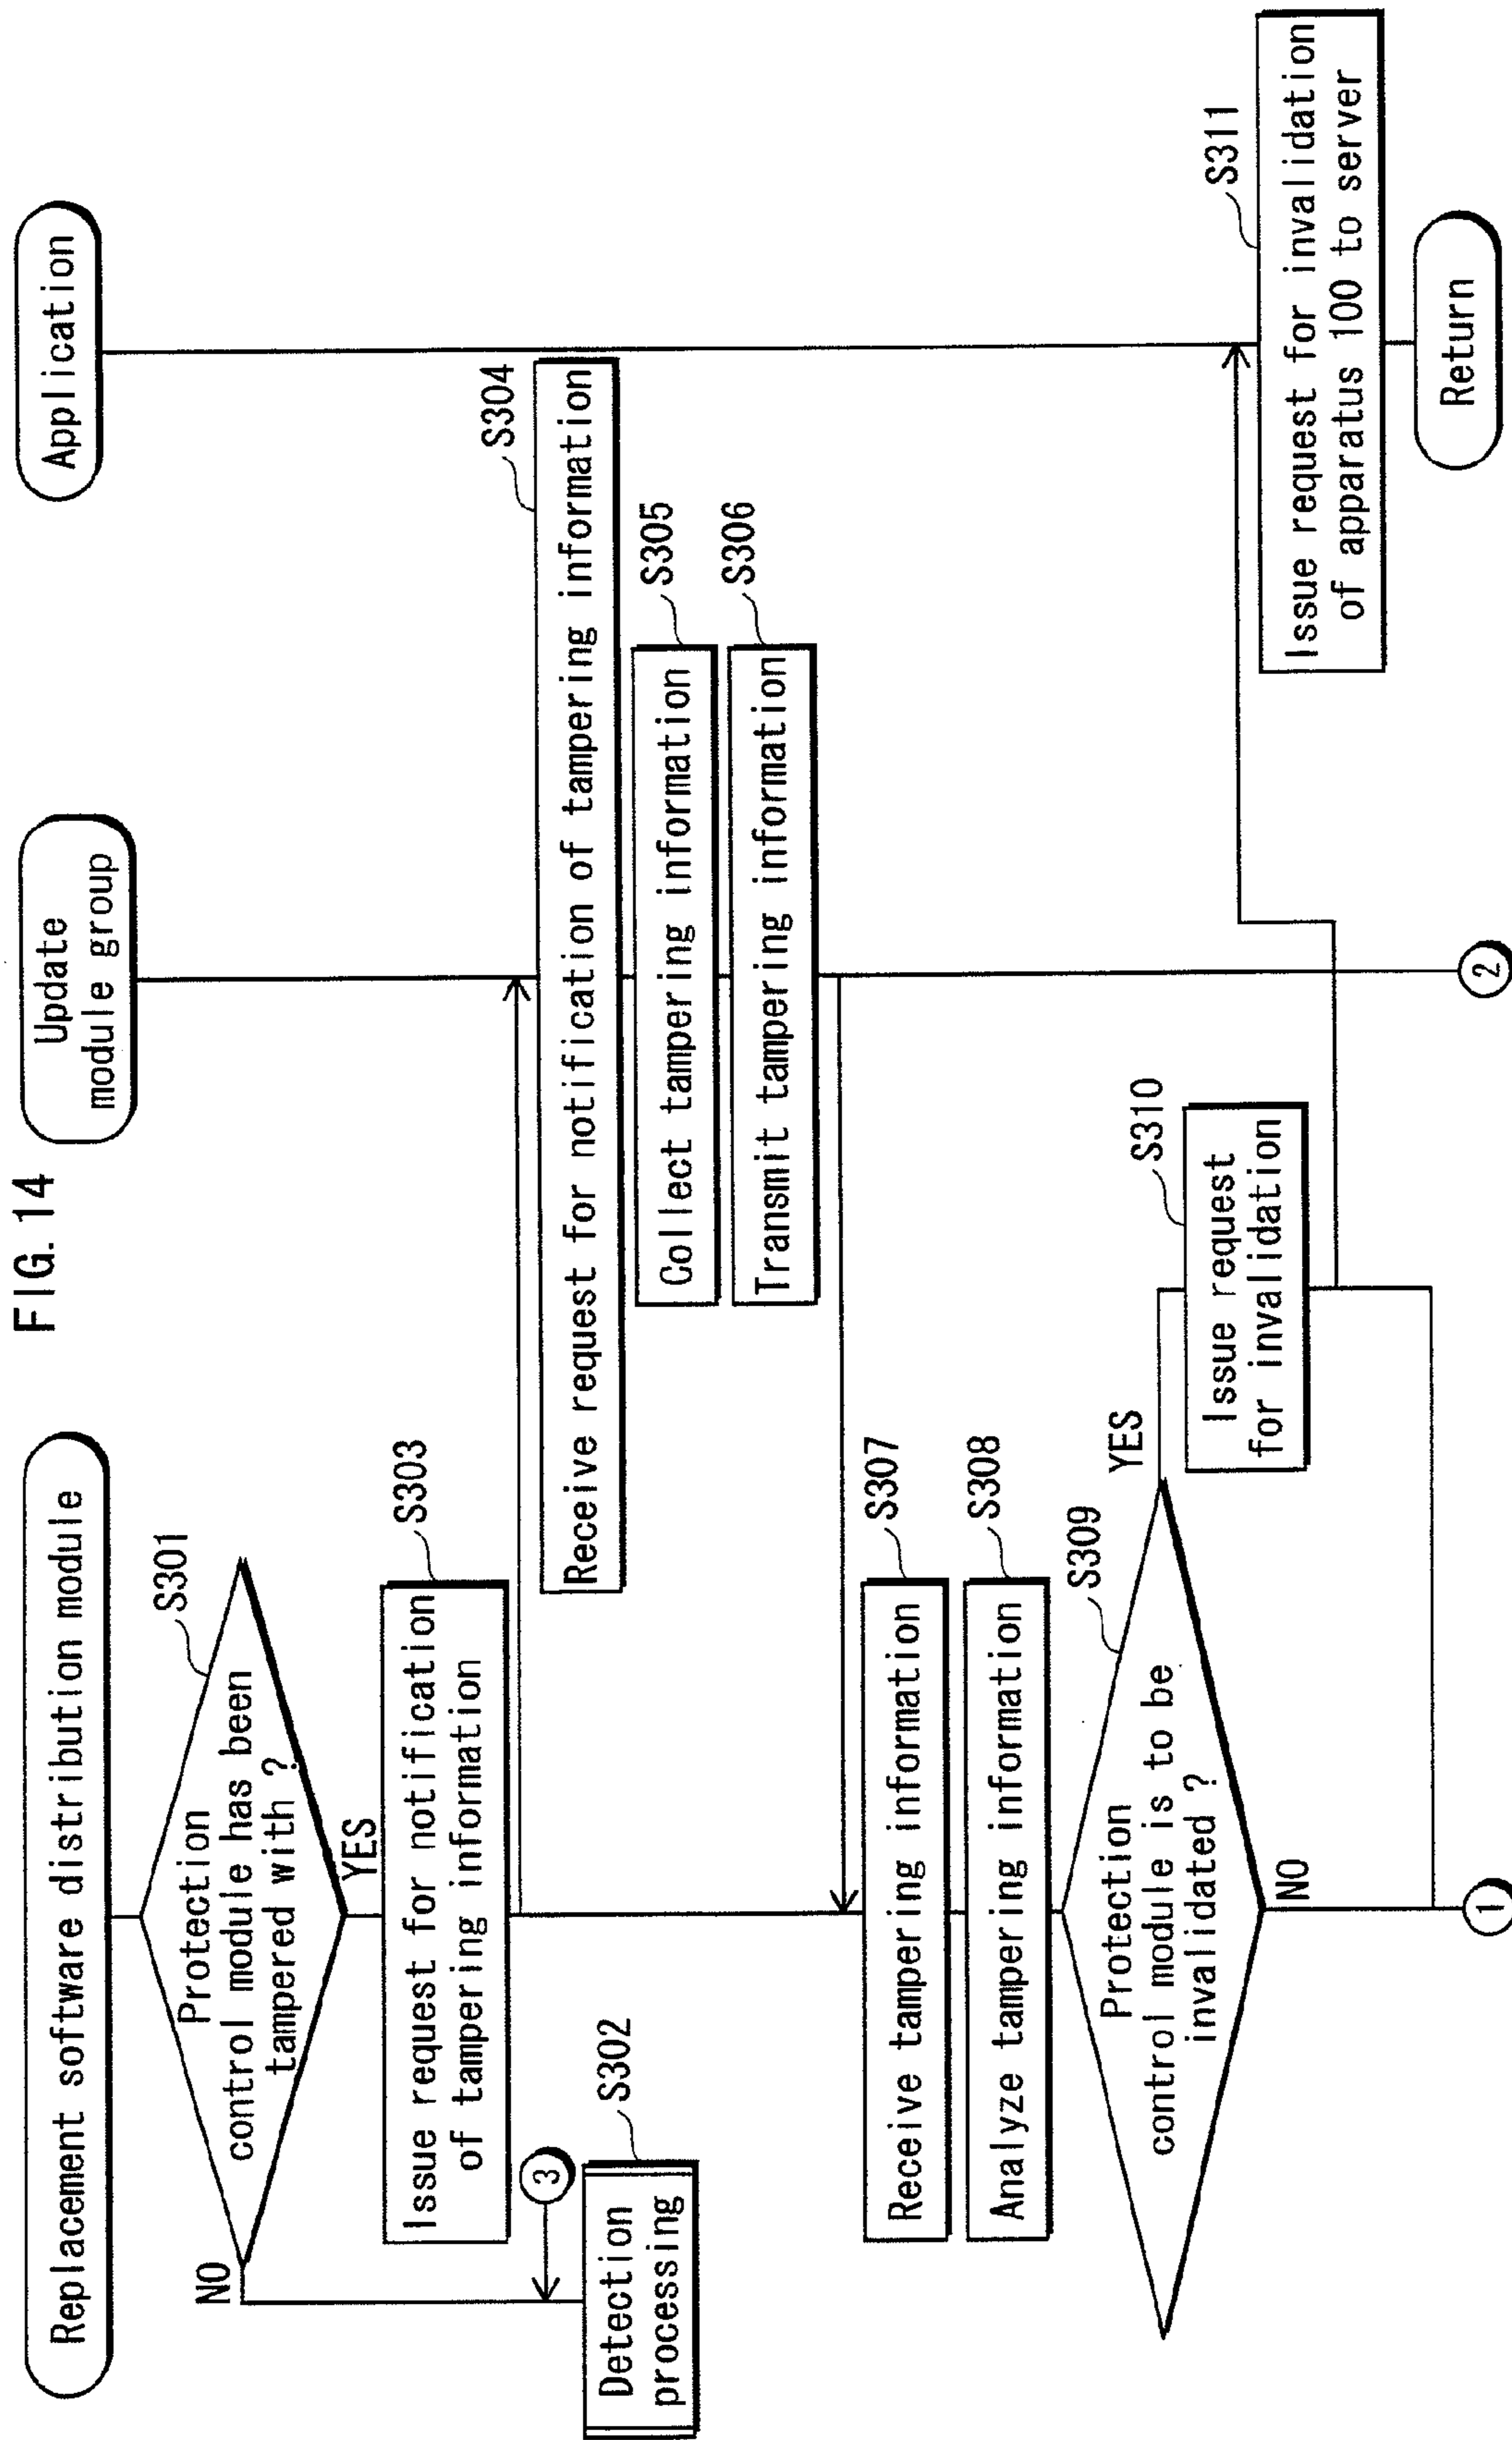 FIG. 14
Replacement software distribution module
Update
module group
Application
S301
Protection
control module has been
tampered with ?
NO
YES
S303
Issue request for notification
of tampering information
3
S302
Detection
processing
S304
Receive request for notification of tampering information
S305
Collect tampering information
S306
Transmit tampering information
S307
Receive tampering information
S308
Analyze tampering information
S309
Protection
control module is to be
invalidated ?
YES
NO
S310
Issue request
for invalidation
S311
Issue request for invalidation
of apparatus 100 to server
Return
1
2